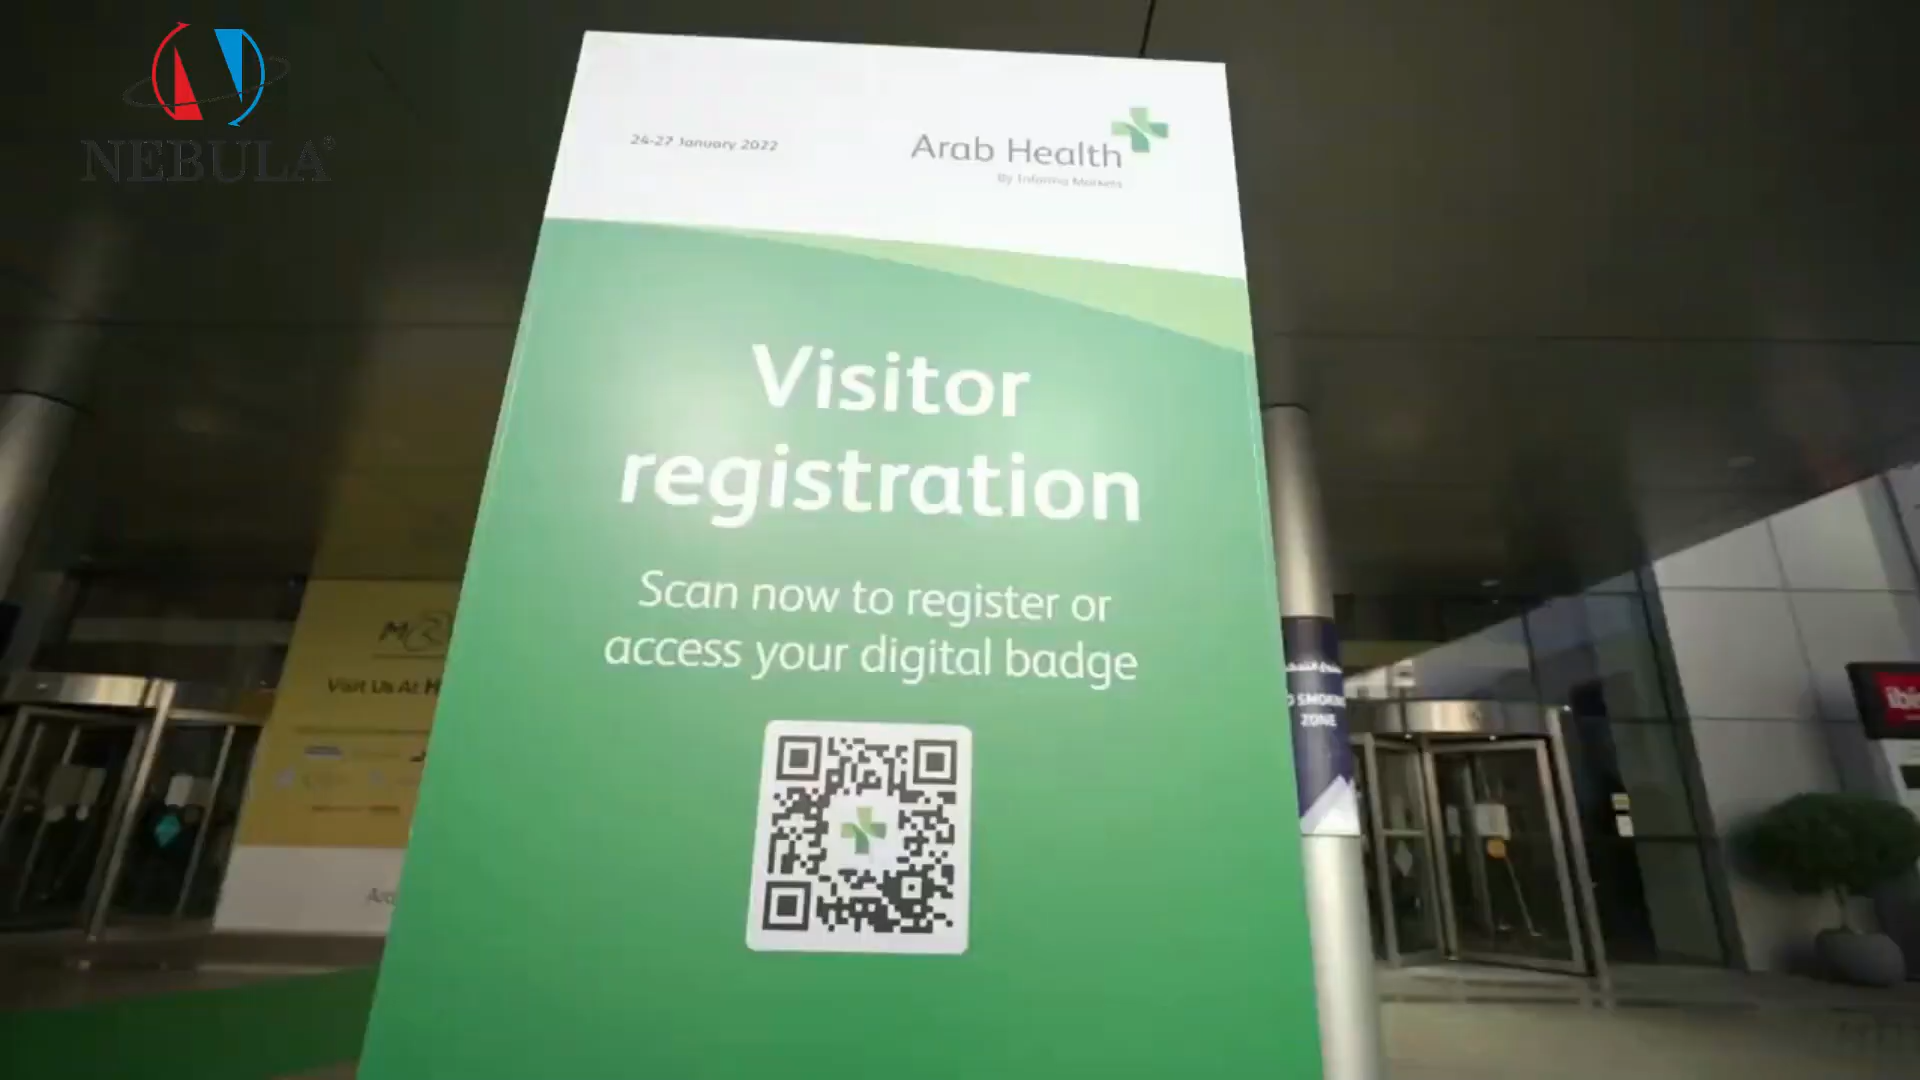 NEBULA®
24-27 January 2022
Arab Health
By Informa Markets
Visitor
registration
Scan now to register or
access your digital badge
Visit Us At H
SMOKING
ZONE
ibis